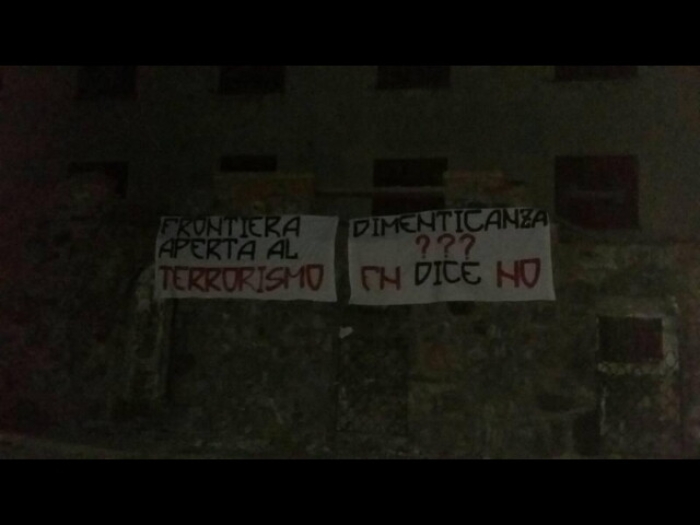 FRONTIERA
APERTA AL
TERRORISMO
DIMENTICANZA
???
FN DICE NO